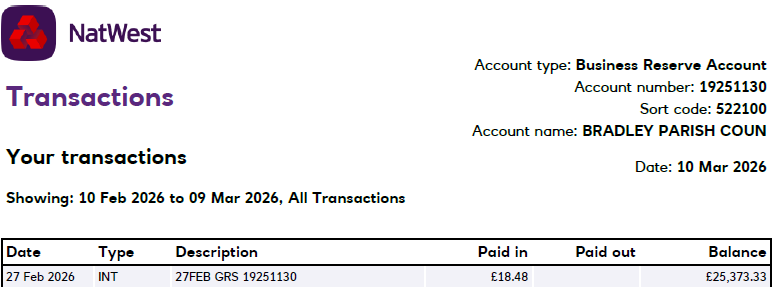 NatWest
Account type: Business Reserve Account
Account number: 19251130
Transactions
Sort code: 522100
Account name: BRADLEY PARISH COUN
Your transactions
Date: 10 Mar 2026
Showing: 10 Feb 2026 to 09 Mar 2026, All Transactions
Date Type Description Paid in Paid out Balance
27 Feb 2026 INT 27FEB GRS 19251130 £18.48 £25,373.33